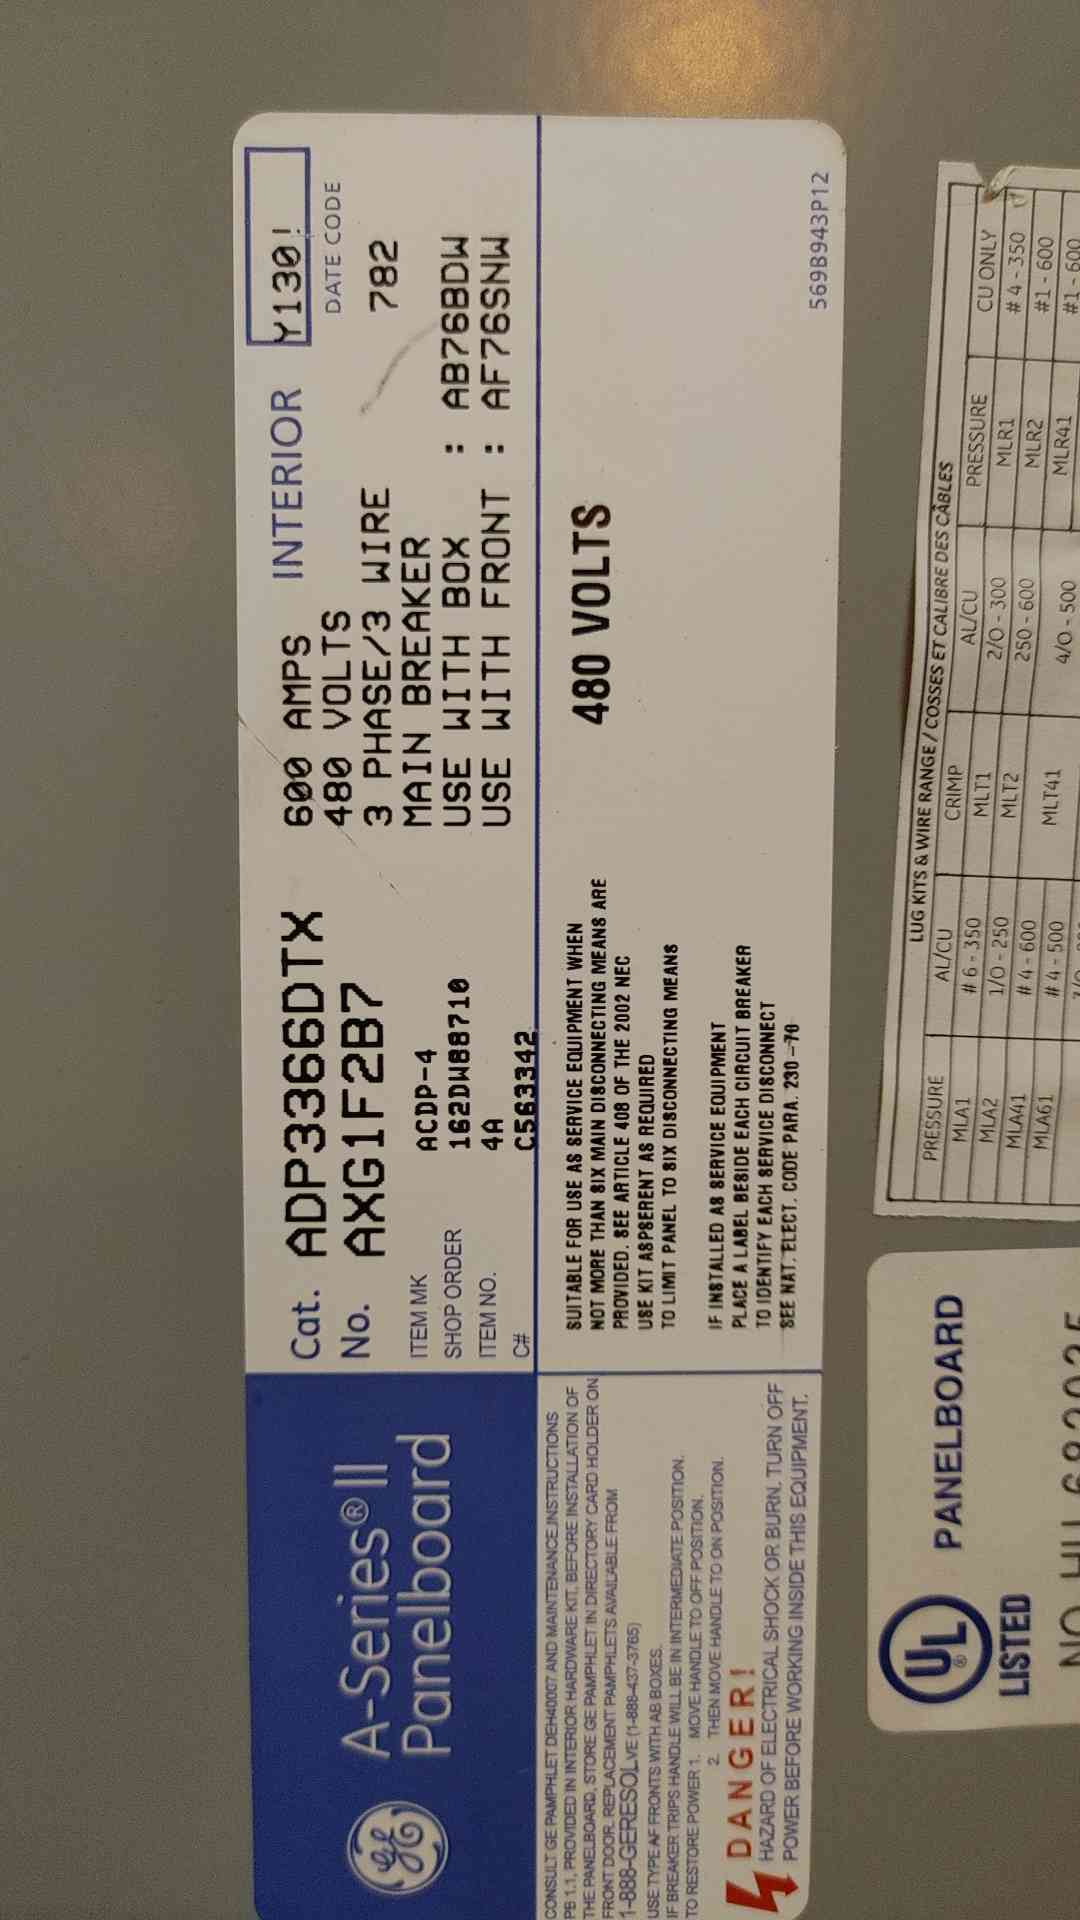 A-Series® II
Panelboard
Cat. ADP3366DTX
No. AXG1F2B7
ITEM MK ACDP-4
SHOP ORDER 162DW88710
ITEM NO. 4A
C# C563342
600 AMPS
480 VOLTS
3 PHASE/3 WIRE 782
MAIN BREAKER
USE WITH BOX : AB76BDW
USE WITH FRONT : AF76SNW
INTERIOR
Y130!
DATE CODE
CONSULT GE PAMPHLET DEH40007 AND MAINTENANCE INSTRUCTIONS
PB 1.1, PROVIDED IN INTERIOR HARDWARE KIT, BEFORE INSTALLATION OF
THE PANELBOARD, STORE GE PAMPHLET IN DIRECTORY CARD HOLDER ON
FRONT DOOR. REPLACEMENT PAMPHLETS AVAILABLE FROM
1-888-GERESOLVE (1-888-437-3765)
USE TYPE AF FRONTS WITH AB BOXES.
IF BREAKER TRIPS HANDLE WILL BE IN INTERMEDIATE POSITION.
TO RESTORE POWER 1. MOVE HANDLE TO OFF POSITION.
2. THEN MOVE HANDLE TO ON POSITION.
DANGER!
HAZARD OF ELECTRICAL SHOCK OR BURN. TURN OFF
POWER BEFORE WORKING INSIDE THIS EQUIPMENT.
SUITABLE FOR USE AS SERVICE EQUIPMENT WHEN
NOT MORE THAN SIX MAIN DISCONNECTING MEANS ARE
PROVIDED. SEE ARTICLE 408 OF THE 2002 NEC
USE KIT ASPSERENT AS REQUIRED
TO LIMIT PANEL TO SIX DISCONNECTING MEANS
IF INSTALLED AS SERVICE EQUIPMENT
PLACE A LABEL BESIDE EACH CIRCUIT BREAKER
TO IDENTIFY EACH SERVICE DISCONNECT
SEE NAT. ELECT. CODE PARA. 230-70
480 VOLTS
569B943P12
UL® PANELBOARD
LISTED
LUG KITS & WIRE RANGE / COSSES ET CALIBRE DES CÂBLES
PRESSURE AL/CU CRIMP AL/CU PRESSURE CU ONLY
MLA1 # 6 - 350 MLT1 2/0 - 300 MLR1 # 4 - 350
MLA2 1/0 - 250 MLT2 250 - 600 MLR2 #1 - 600
MLA41 # 4 - 600 MLT41 4/0 - 500 MLR41 #1 - 600
MLA61 # 4 - 500